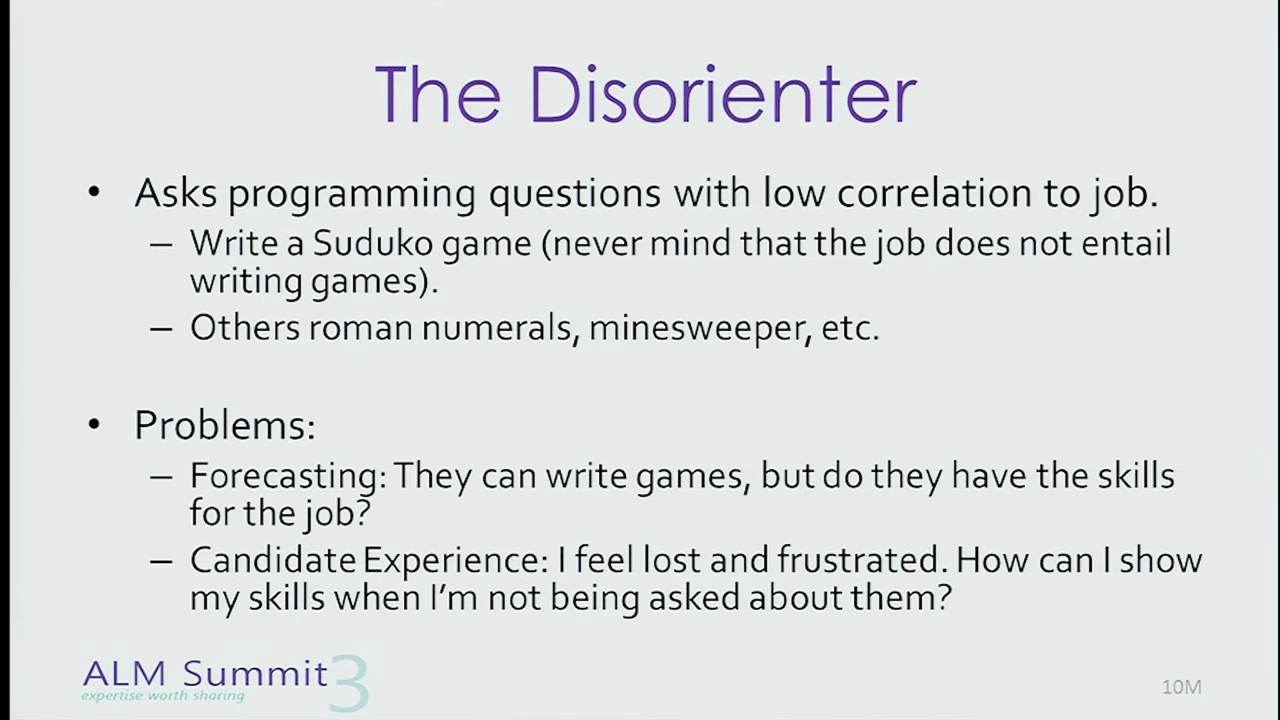 The Disorienter
• Asks programming questions with low correlation to job.
– Write a Suduko game (never mind that the job does not entail
writing games).
– Others roman numerals, minesweeper, etc.
• Problems:
– Forecasting: They can write games, but do they have the skills
for the job?
– Candidate Experience: I feel lost and frustrated. How can I show
my skills when I'm not being asked about them?
ALM Summit 3
expertise worth sharing
10M